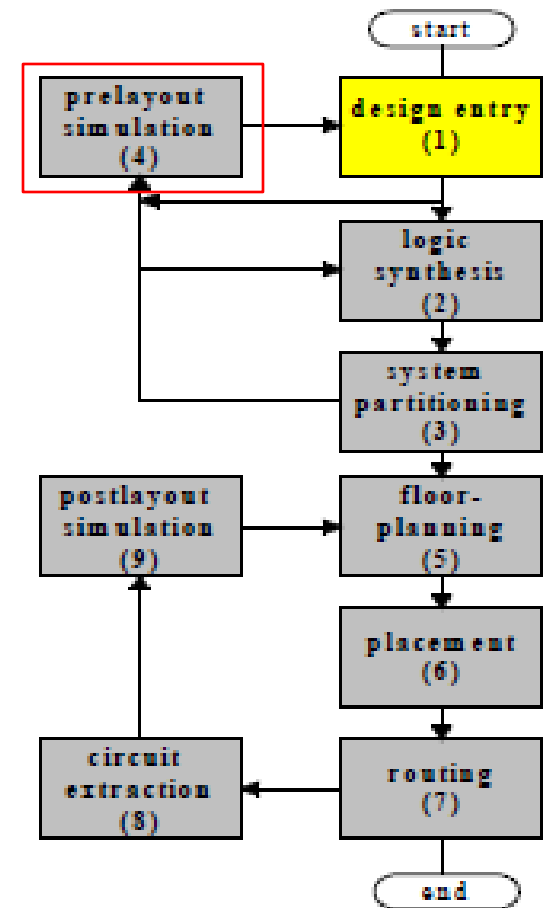 start
prelayout
simulation
(4)
design entry
(1)
logic
synthesis
(2)
system
partitioning
(3)
postlayout
simulation
(9)
floor-
planning
(5)
placement
(6)
circuit
extraction
(8)
routing
(7)
end